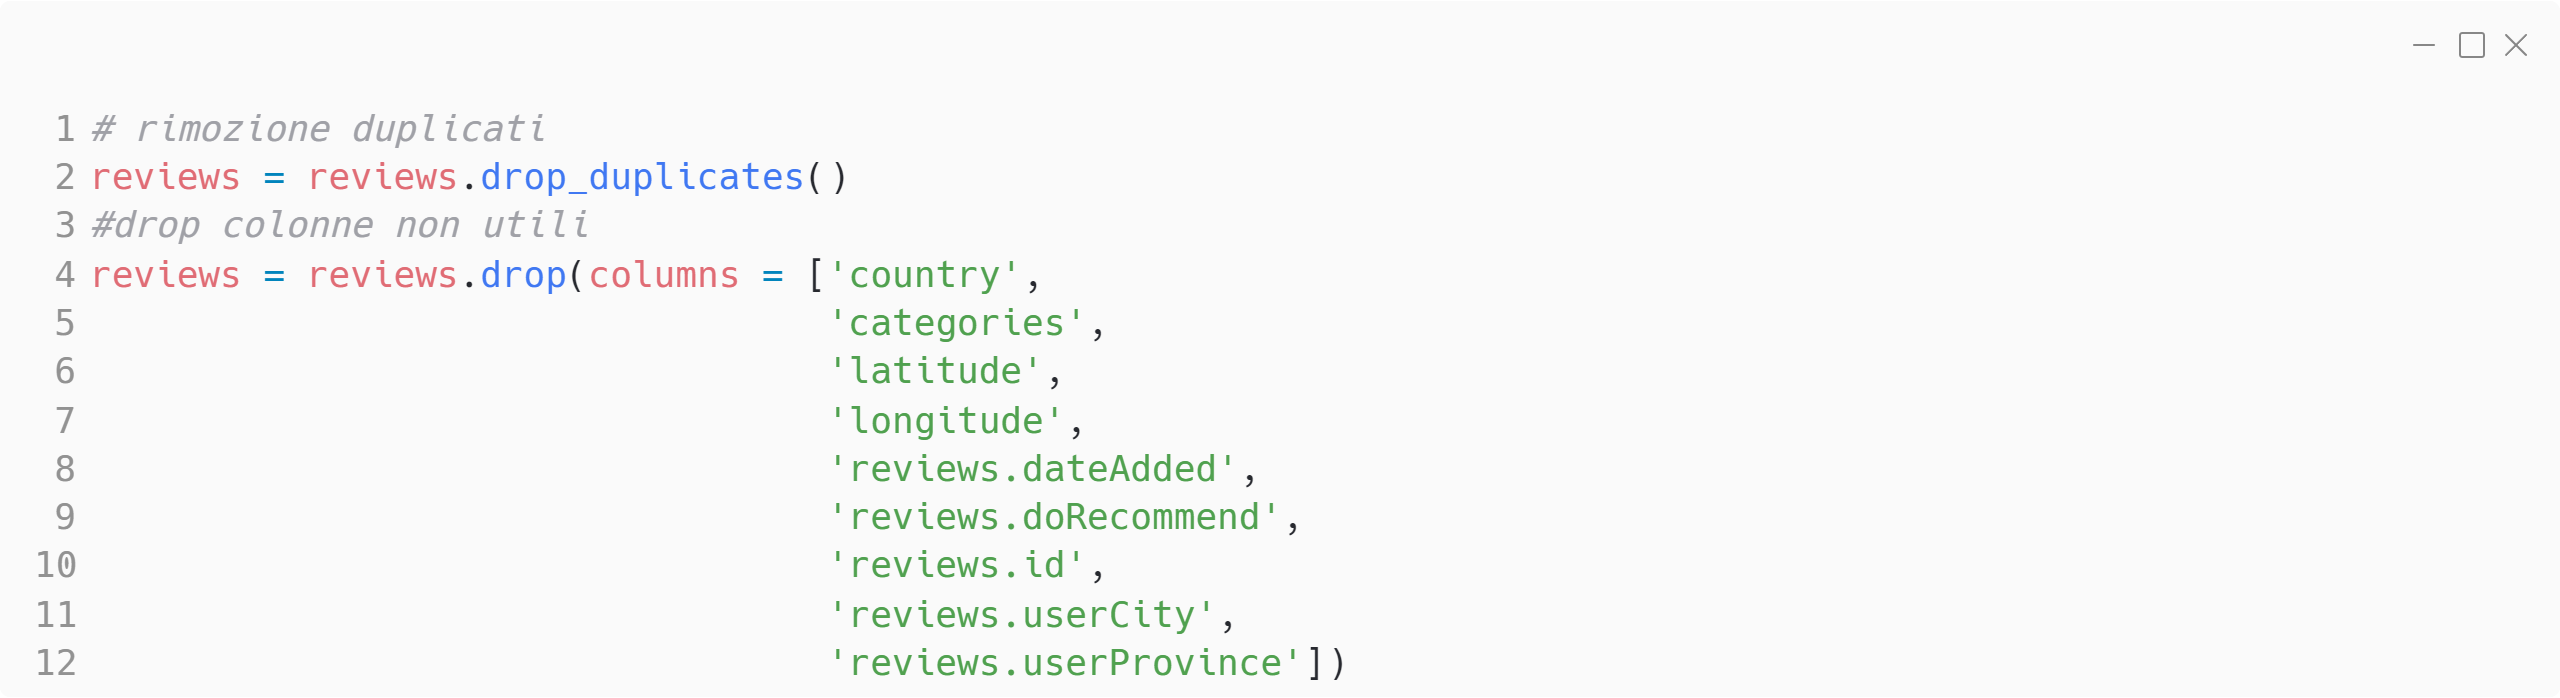 1 # rimozione duplicati
2 reviews = reviews.drop_duplicates()
3 #drop colonne non utili
4 reviews = reviews.drop(columns = ['country',
5                                   'categories',
6                                   'latitude',
7                                   'longitude',
8                                   'reviews.dateAdded',
9                                   'reviews.doRecommend',
10                                  'reviews.id',
11                                  'reviews.userCity',
12                                  'reviews.userProvince'])